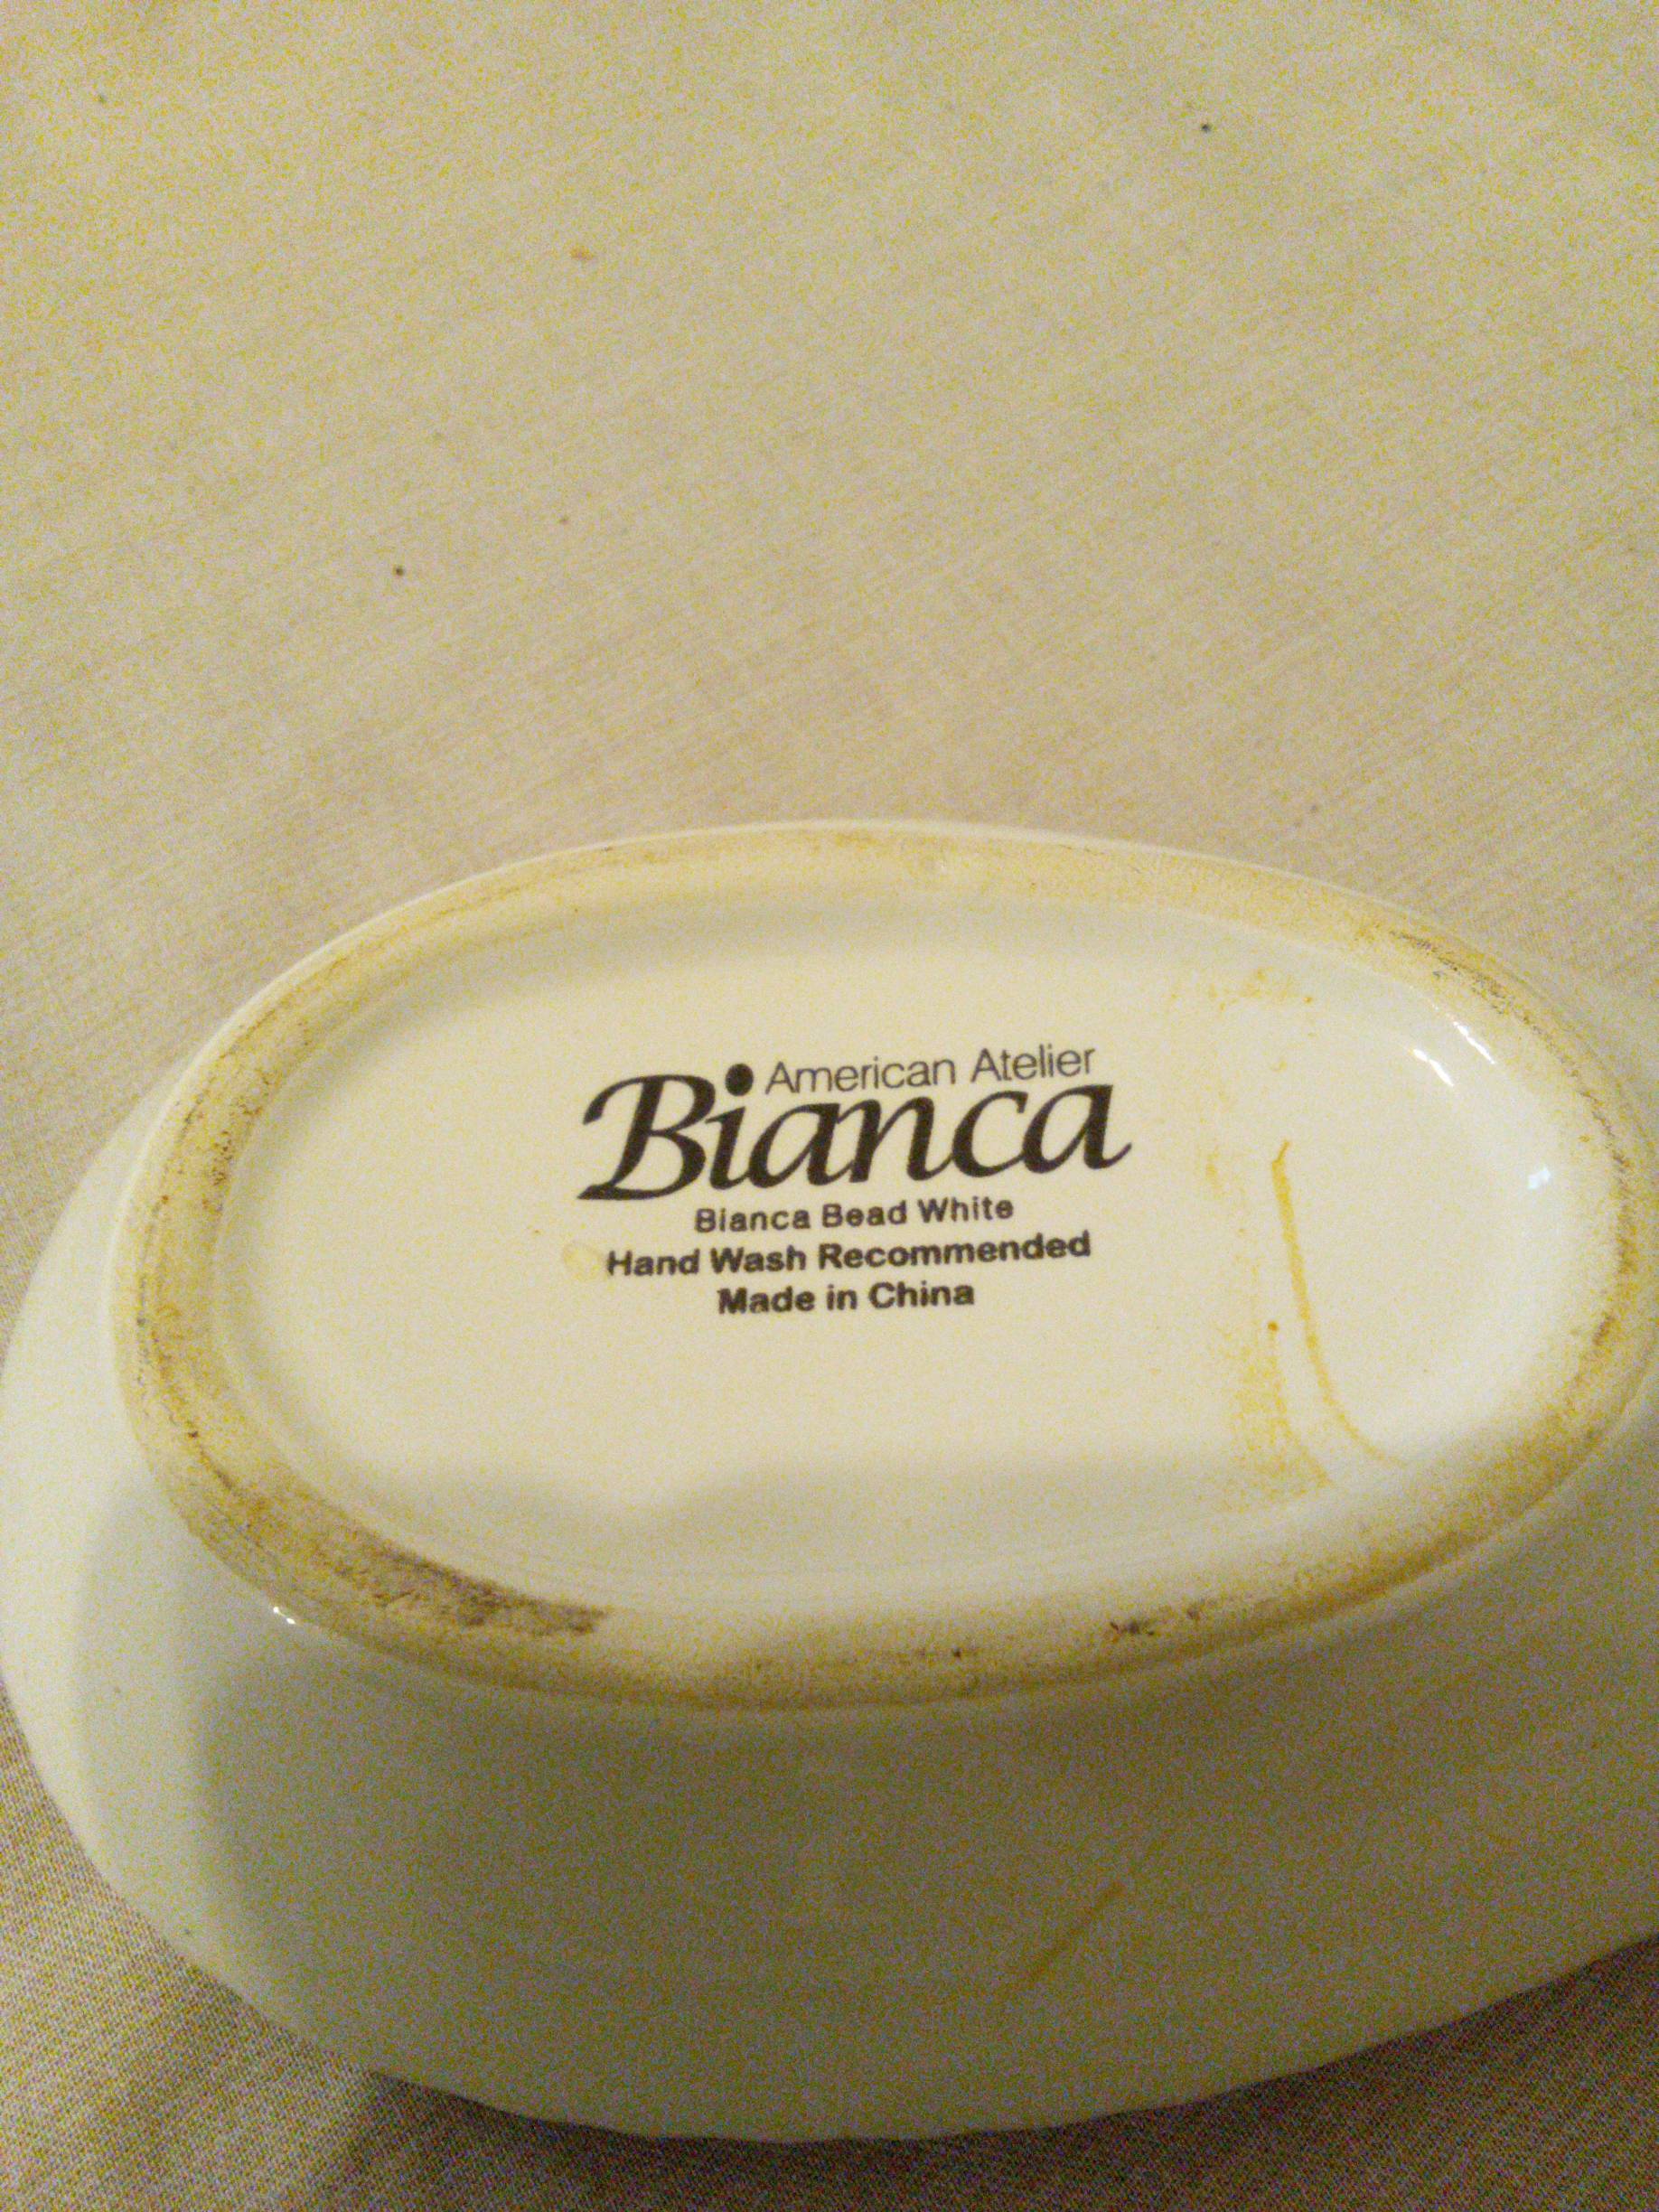 American Atelier
Bianca
Bianca Bead White
Hand Wash Recommended
Made in China